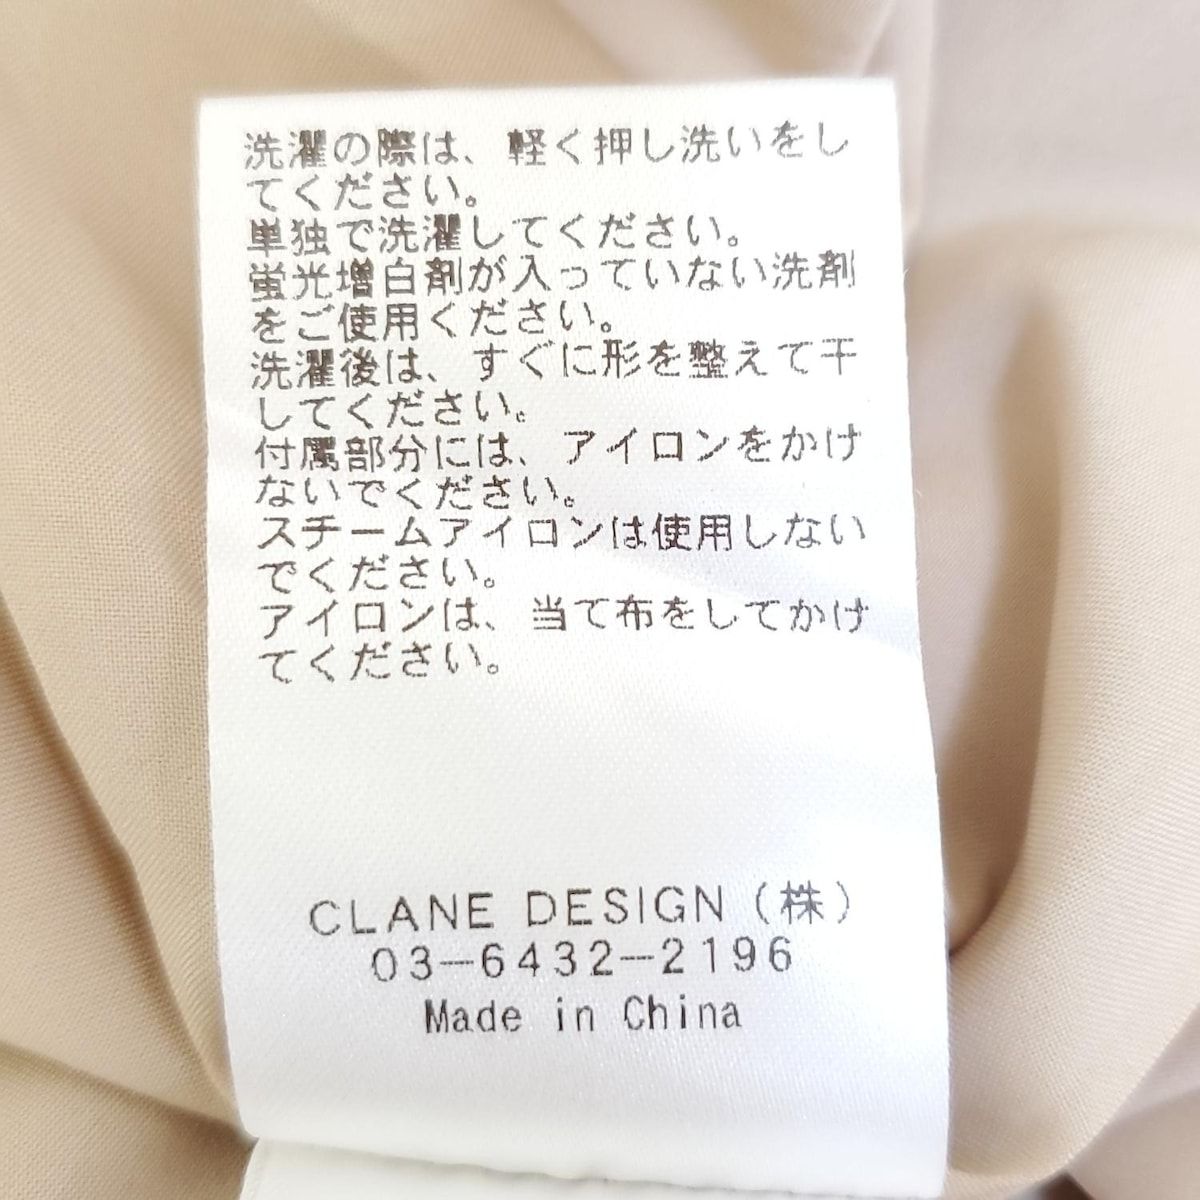 洗濯の際は、軽く押し洗いをし
てください。
単独で洗濯してください。
蛍光増白剤が入っていない洗剤
をご使用ください。
洗濯後は、すぐに形を整えて干
してください。
付属部分には、アイロンをかけ
ないでください。
スチームアイロンは使用しない
でください。
アイロンは、当て布をしてかけ
てください。
CLANE DESIGN（株）
03−6432−2196
Made in China